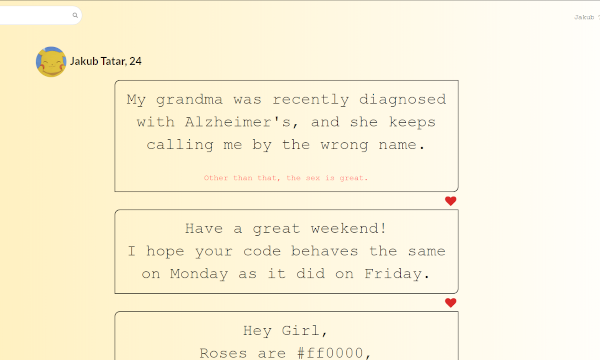 Jakub
Jakub Tatar, 24
My grandma was recently diagnosed
with Alzheimer's, and she keeps
calling me by the wrong name.
Other than that, the sex is great.
Have a great weekend!
I hope your code behaves the same
on Monday as it did on Friday.
Hey Girl,
Roses are #ff0000,